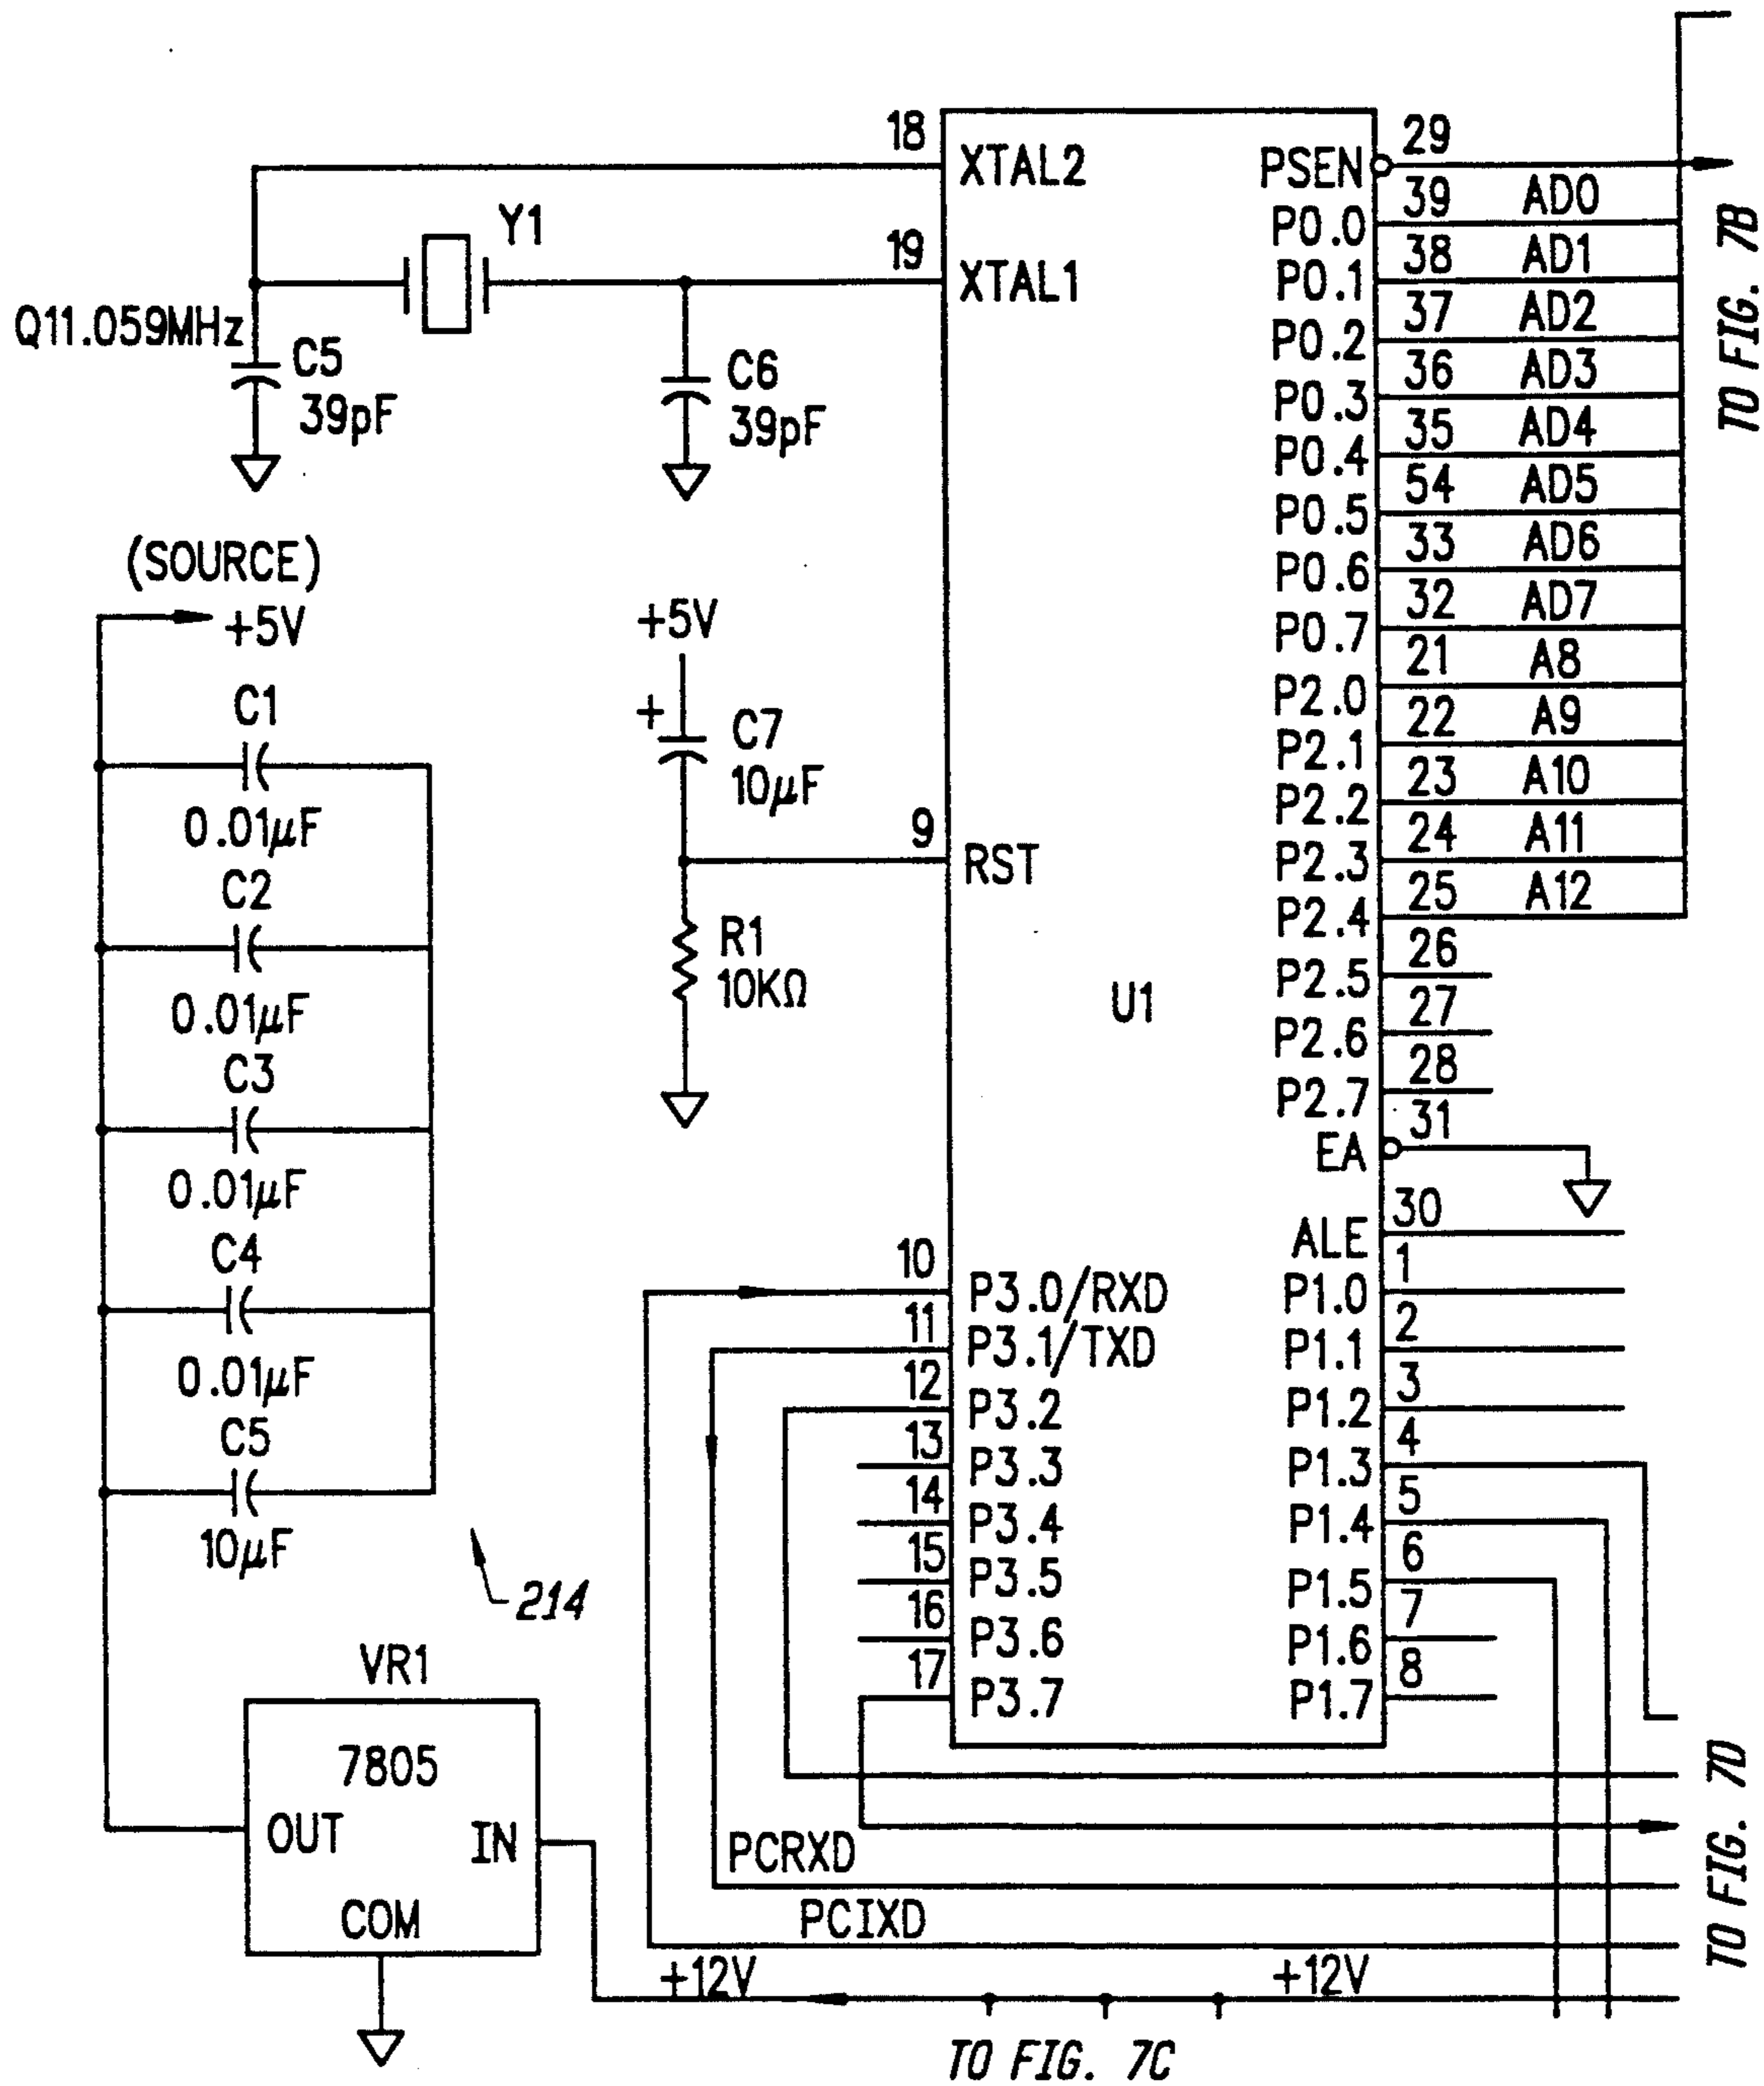 18
XTAL2
PSEN
29
39
AD0
P0.0
Y1
19
XTAL1
38
AD1
P0.1
Q11.059MHz
37
AD2
P0.2
C5
39pF
C6
39pF
36
AD3
P0.3
35
AD4
P0.4
54
AD5
P0.5
33
AD6
P0.6
32
AD7
P0.7
TO FIG. 7B
(SOURCE)
+5V
+5V
21
A8
P2.0
C1
0.01µF
+
C7
10µF
22
A9
P2.1
23
A10
P2.2
9
RST
24
A11
P2.3
25
A12
P2.4
C2
0.01µF
R1
10KΩ
U1
26
P2.5
27
P2.6
28
P2.7
31
EA
C3
0.01µF
30
ALE
C4
0.01µF
10
P3.0/RXD
1
P1.0
11
P3.1/TXD
2
P1.1
12
P3.2
3
P1.2
C5
10µF
13
P3.3
4
P1.3
14
P3.4
5
P1.4
15
P3.5
6
P1.5
214
16
P3.6
7
P1.6
17
P3.7
8
P1.7
VR1
7805
OUT
IN
COM
PCRXD
PCIXD
+12V
+12V
TO FIG. 7D
TO FIG. 7C